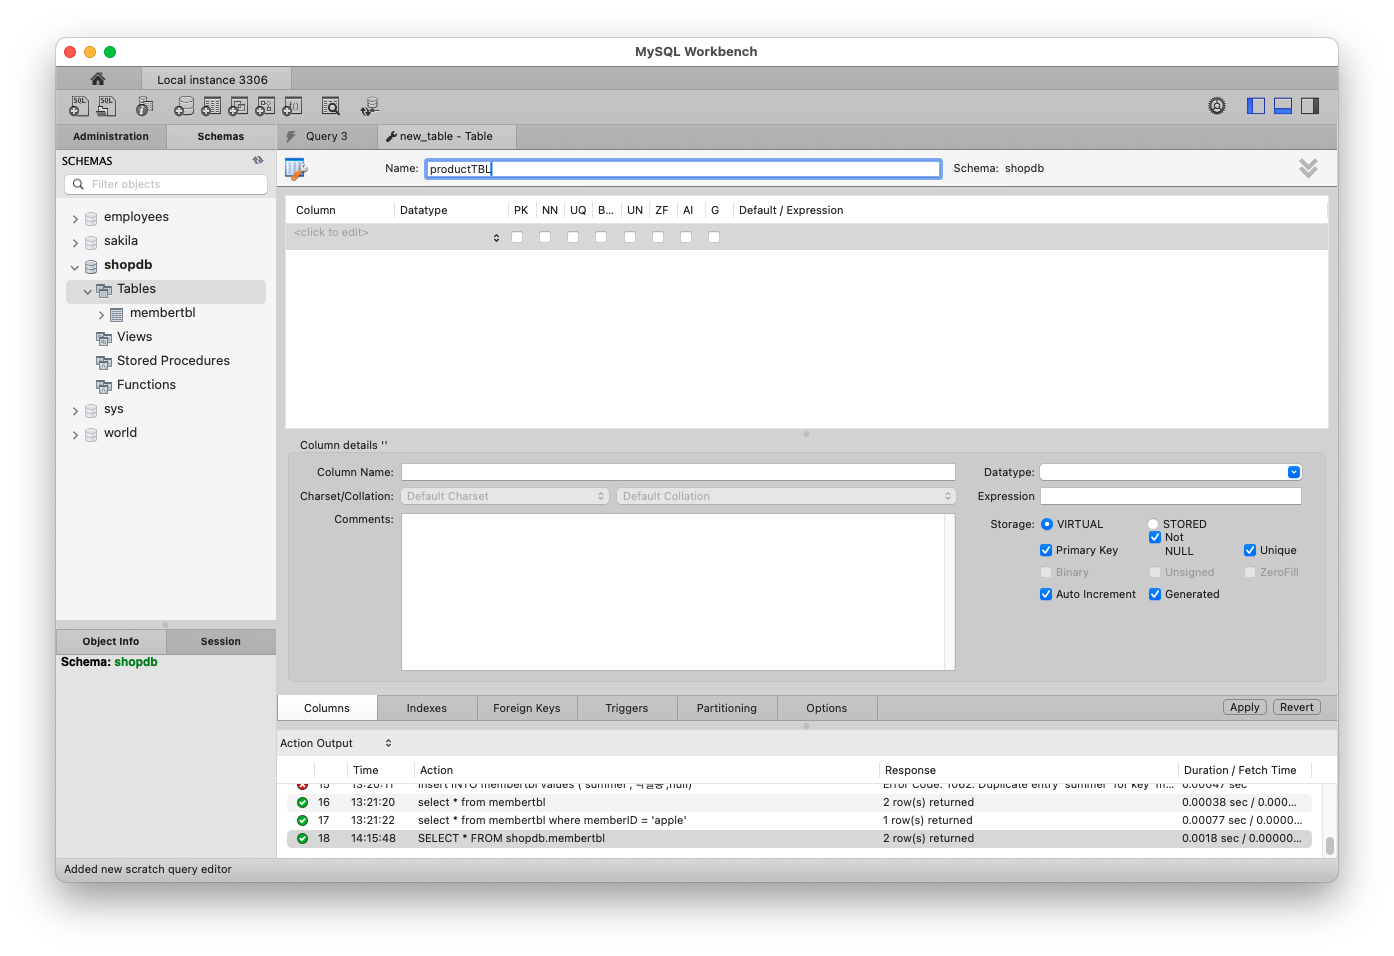 MySQL Workbench
Local instance 3306
Administration Schemas Query 3 new_table - Table
SCHEMAS
Filter objects
employees
sakila
shopdb
Tables
membertbl
Views
Stored Procedures
Functions
sys
world
Name: productTBL Schema: shopdb
Column Datatype PK NN UQ B... UN ZF AI G Default / Expression
<click to edit>
Column details ''
Column Name: Datatype:
Charset/Collation: Default Charset Default Collation Expression
Comments: Storage: VIRTUAL STORED
Primary Key Not NULL Unique
Binary Unsigned ZeroFill
Auto Increment Generated
Object Info Session
Schema: shopdb
Columns Indexes Foreign Keys Triggers Partitioning Options Apply Revert
Action Output
Time Action Response Duration / Fetch Time
16 13:21:20 select * from membertbl 2 row(s) returned 0.00038 sec / 0.000...
17 13:21:22 select * from membertbl where memberID = 'apple' 1 row(s) returned 0.00077 sec / 0.0000...
18 14:15:48 SELECT * FROM shopdb.membertbl 2 row(s) returned 0.0018 sec / 0.00000...
Added new scratch query editor